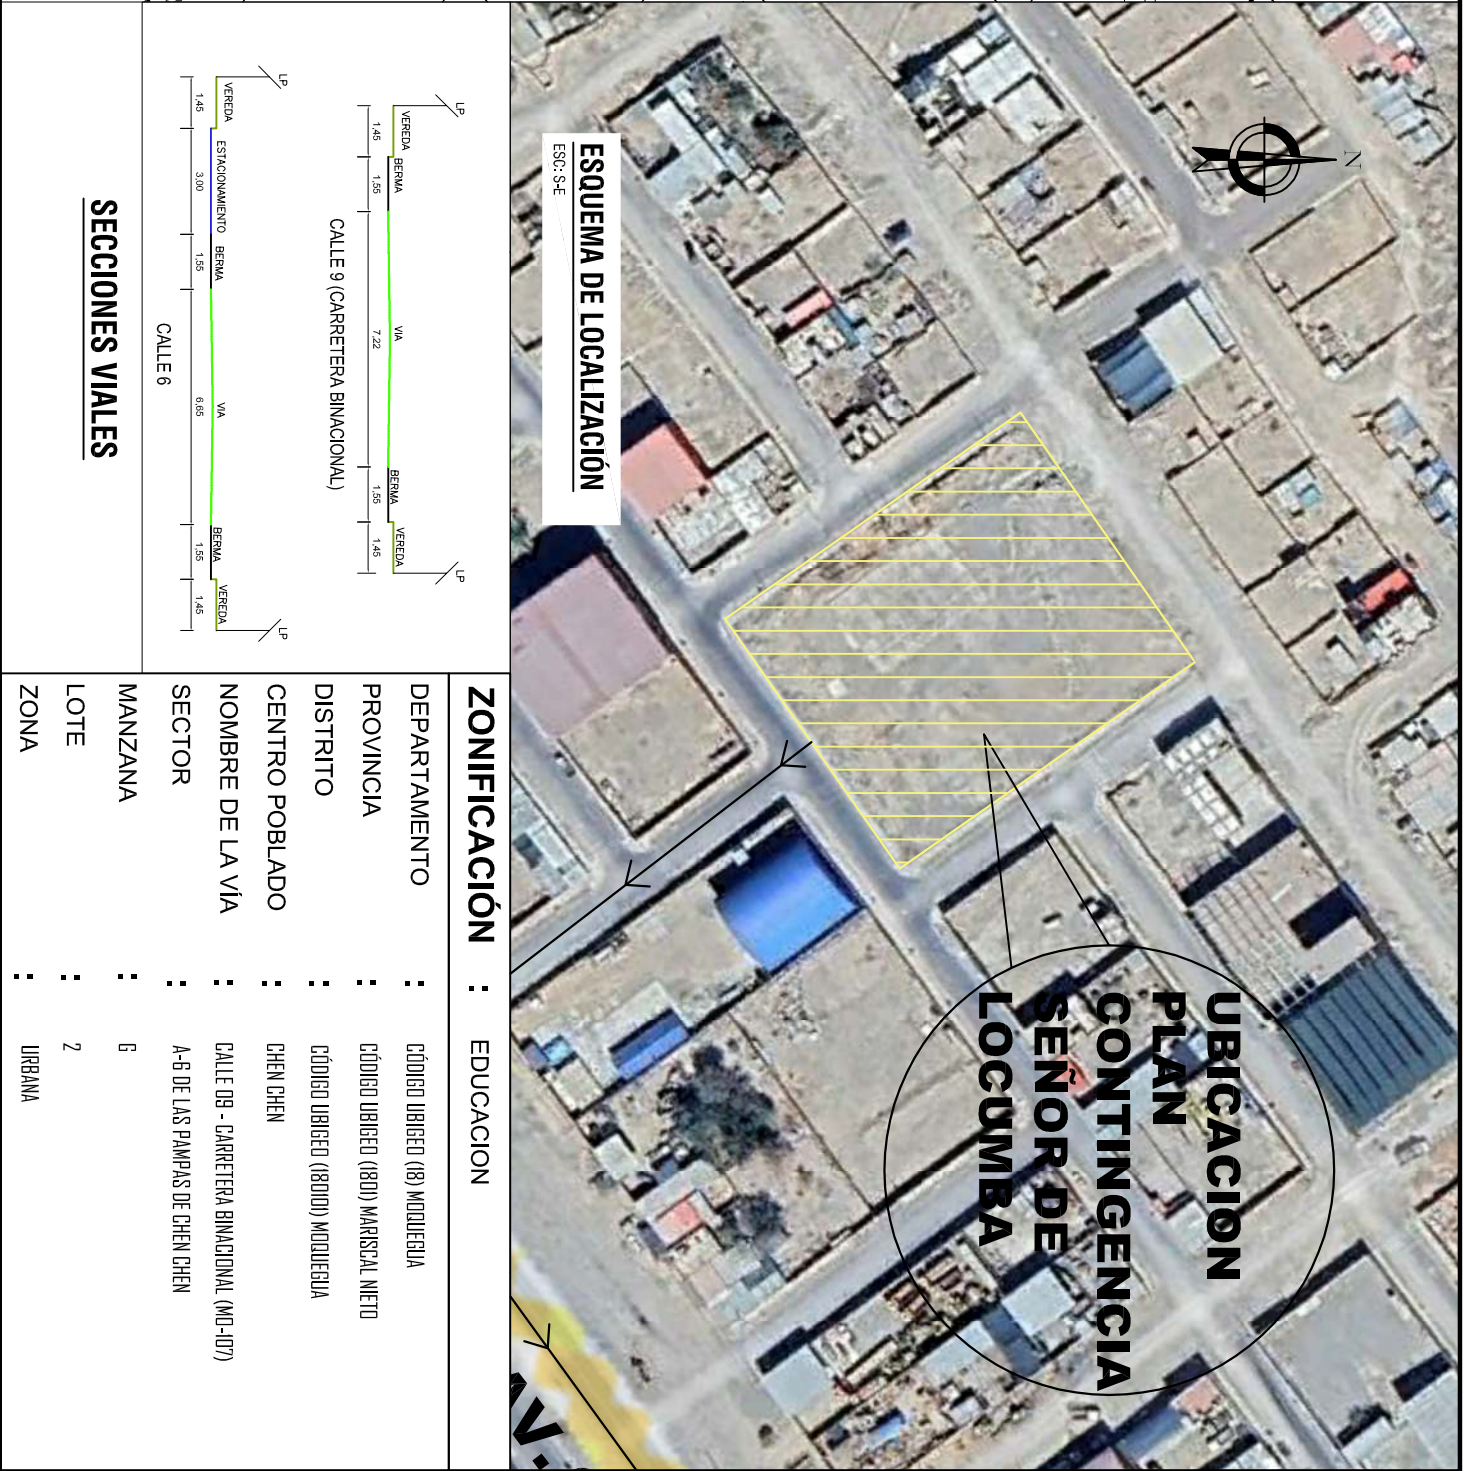 N
UBICACION
PLAN
CONTINGENCIA
SEÑOR DE
LOCUMBA
ESQUEMA DE LOCALIZACIÓN
ESC: S-E
AV.
LP
LP
VEREDA
BERMA
VIA
BERMA
VEREDA
1,45
1,55
7,22
1,55
1,45
CALLE 9 (CARRETERA BINACIONAL)
LP
LP
VEREDA
ESTACIONAMIENTO
BERMA
VIA
BERMA
VEREDA
1,45
3,00
1,55
6,65
1,55
1,45
CALLE 6
SECCIONES VIALES
ZONIFICACIÓN : EDUCACION
DEPARTAMENTO : CÓDIGO UBIGEO (18) MOQUEGUA
PROVINCIA : CÓDIGO UBIGEO (1801) MARISCAL NIETO
DISTRITO : CÓDIGO UBIGEO (180101) MOQUEGUA
CENTRO POBLADO : CHEN CHEN
NOMBRE DE LA VÍA : CALLE 09 - CARRETERA BINACIONAL (MO-107)
SECTOR : A-6 DE LAS PAMPAS DE CHEN CHEN
MANZANA : G
LOTE : 2
ZONA : URBANA